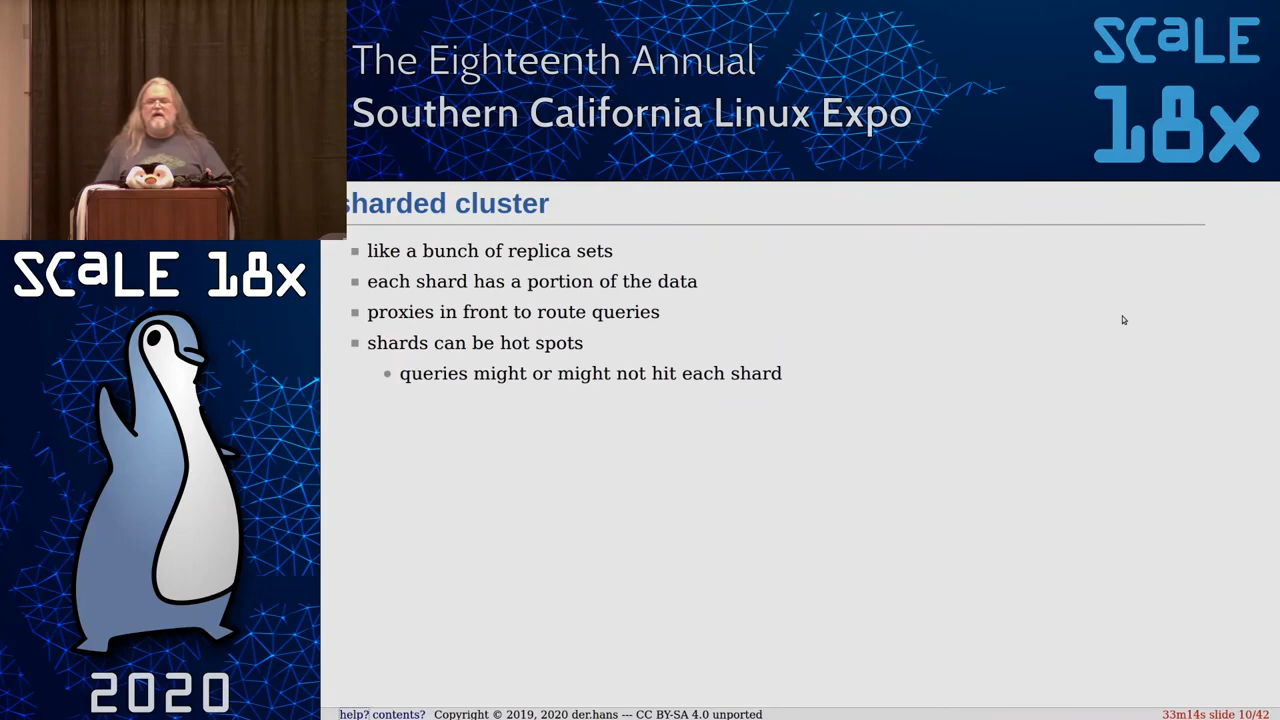 The Eighteenth Annual
Southern California Linux Expo
SCaLE
18x
sharded cluster
like a bunch of replica sets
each shard has a portion of the data
proxies in front to route queries
shards can be hot spots
queries might or might not hit each shard
SCaLE 18x
2020
help? contents? Copyright © 2019, 2020 der.hans --- CC BY-SA 4.0 unported
33m14s slide 10/42